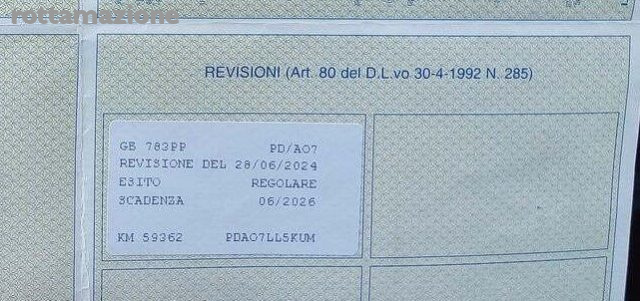 rottamazione
REVISIONI (Art. 80 del D.L.vo 30-4-1992 N. 285)
GE 783PP PD/A07
REVISIONE DEL 28/06/2024
ESITO REGOLARE
SCADENZA 06/2026
KM 59362 PDA07LL5KUM